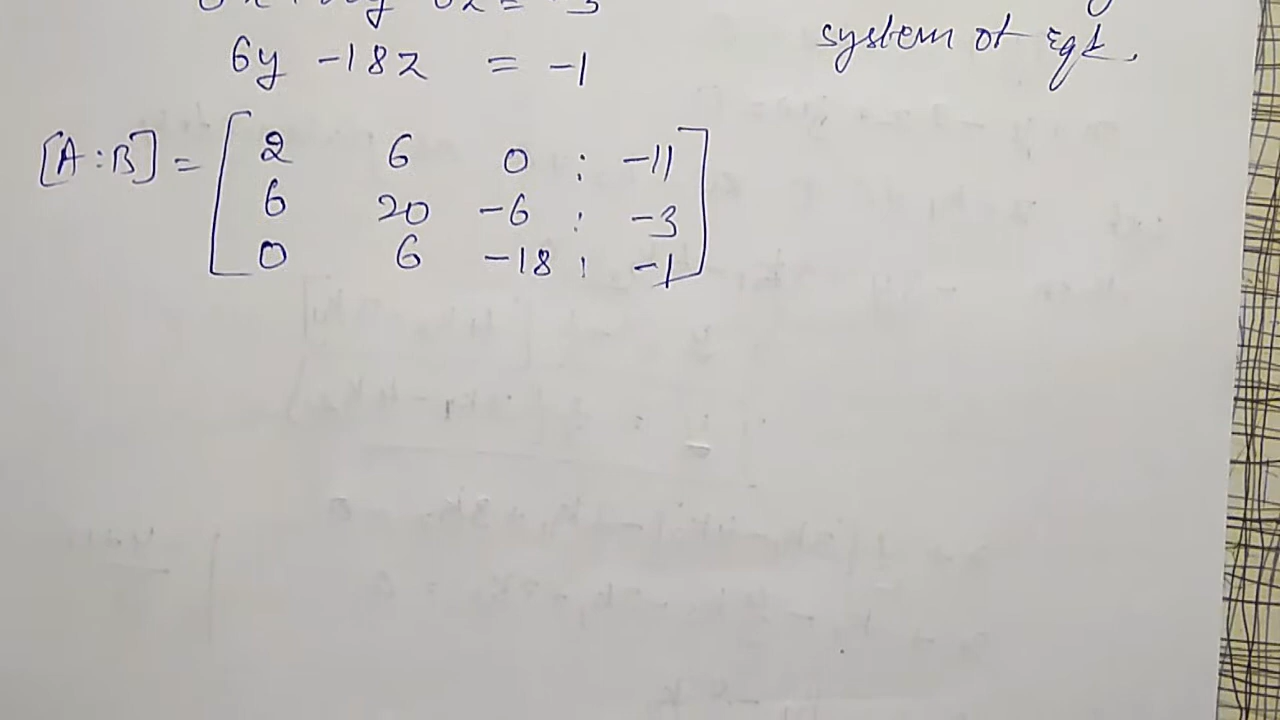 system of Eqt.
6y -18z = -1
[A:B] = [ 2 6 0 : -11
6 20 -6 : -3
0 6 -18 : -1 ]